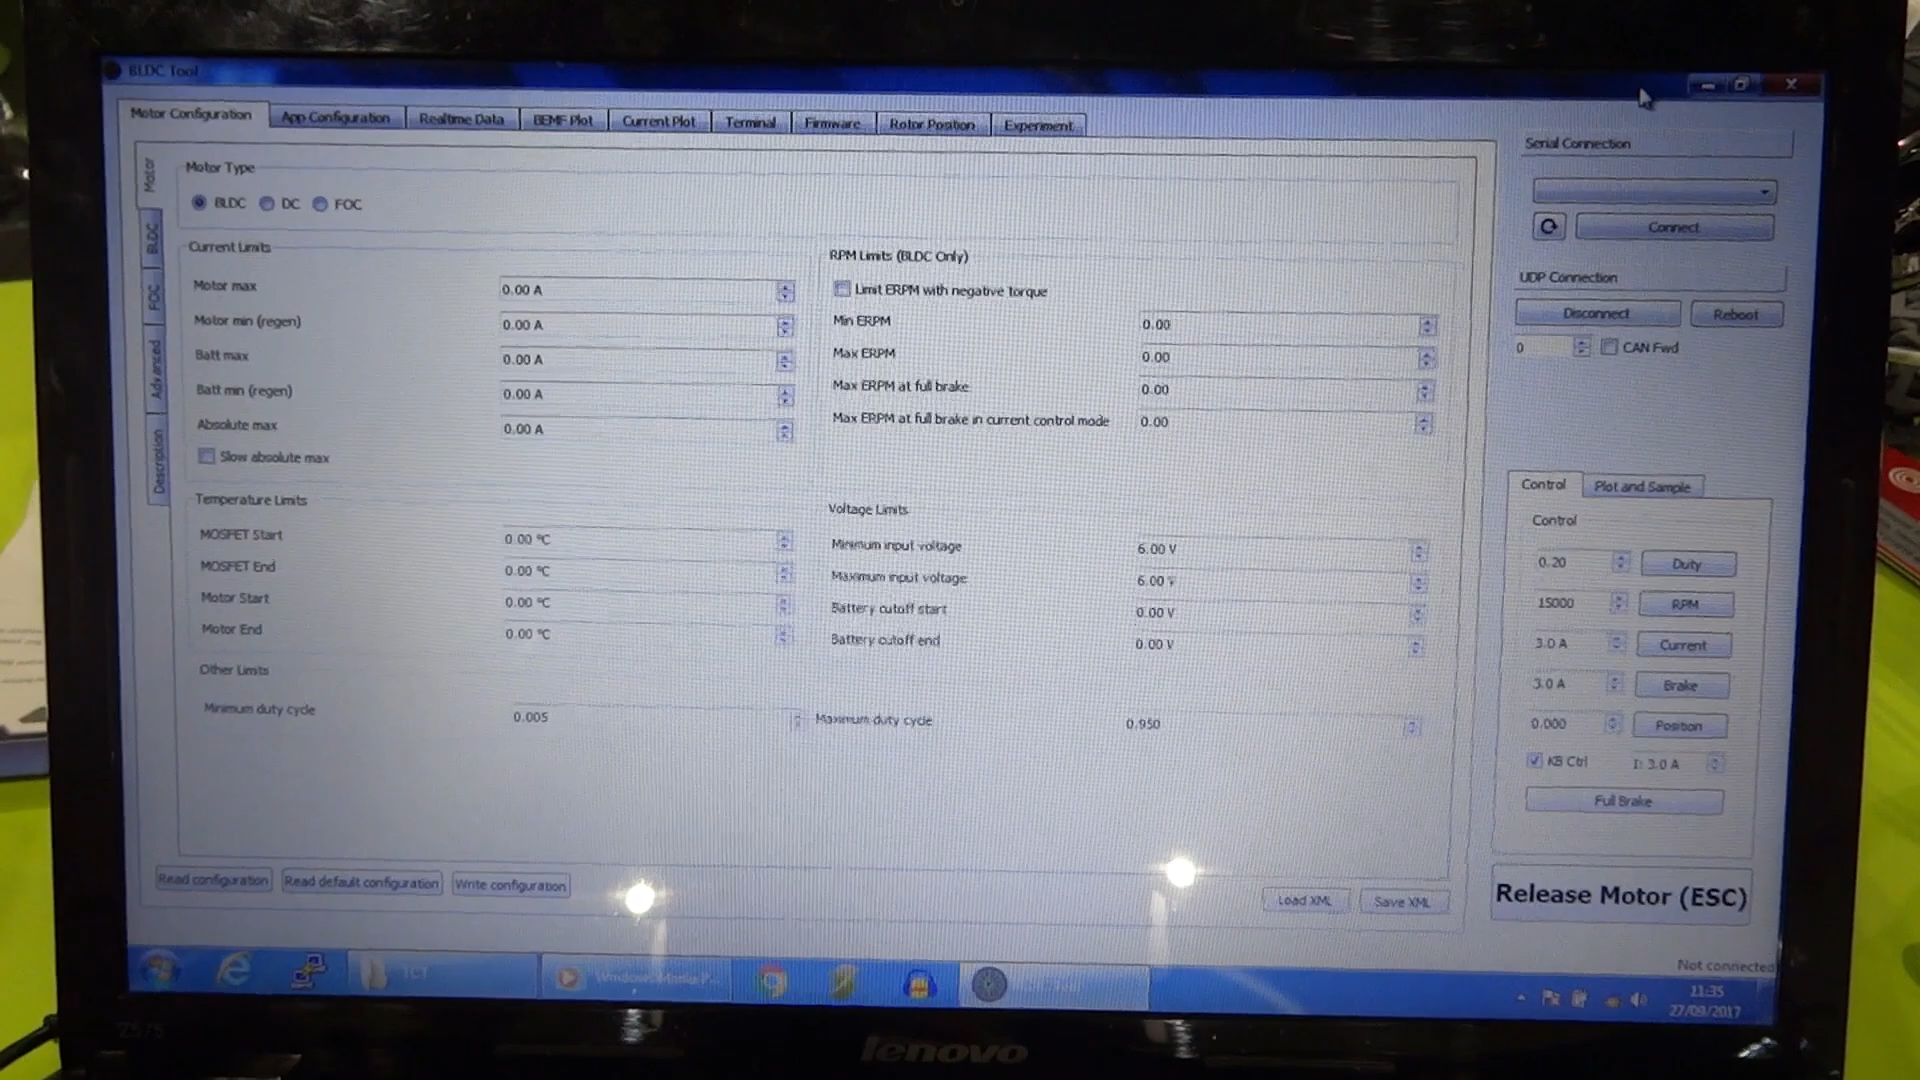 BLDC Tool
Motor Configuration App Configuration Realtime Data BEMF Plot Current Plot Terminal Firmware Rotor Position Experiment
Motor
BLDC
FOC
Advanced
Description
Motor Type
BLDC DC FOC
Current Limits
Motor max 0.00 A
Motor min (regen) 0.00 A
Batt max 0.00 A
Batt min (regen) 0.00 A
Absolute max 0.00 A
Slow absolute max
RPM Limits (BLDC Only)
Limit ERPM with negative torque
Min ERPM 0.00
Max ERPM 0.00
Max ERPM at full brake 0.00
Max ERPM at full brake in current control mode 0.00
Temperature Limits
MOSFET Start 0.00 °C
MOSFET End 0.00 °C
Motor Start 0.00 °C
Motor End 0.00 °C
Voltage Limits
Minimum input voltage 6.00 V
Maximum input voltage 6.00 V
Battery cutoff start 0.00 V
Battery cutoff end 0.00 V
Other Limits
Minimum duty cycle 0.005 Maximum duty cycle 0.950
Read configuration Read default configuration Write configuration Load XML Save XML
Serial Connection
Connect
UDP Connection
Disconnect Reboot
0 CAN Fwd
Control Plot and Sample
Control
0.20 Duty
15000 RPM
3.0 A Current
3.0 A Brake
0.000 Position
KB Ctrl I: 3.0 A
Full Brake
Release Motor (ESC)
Not connected
TCT Windows Media P...
11:35
27/09/2017
Z575
lenovo